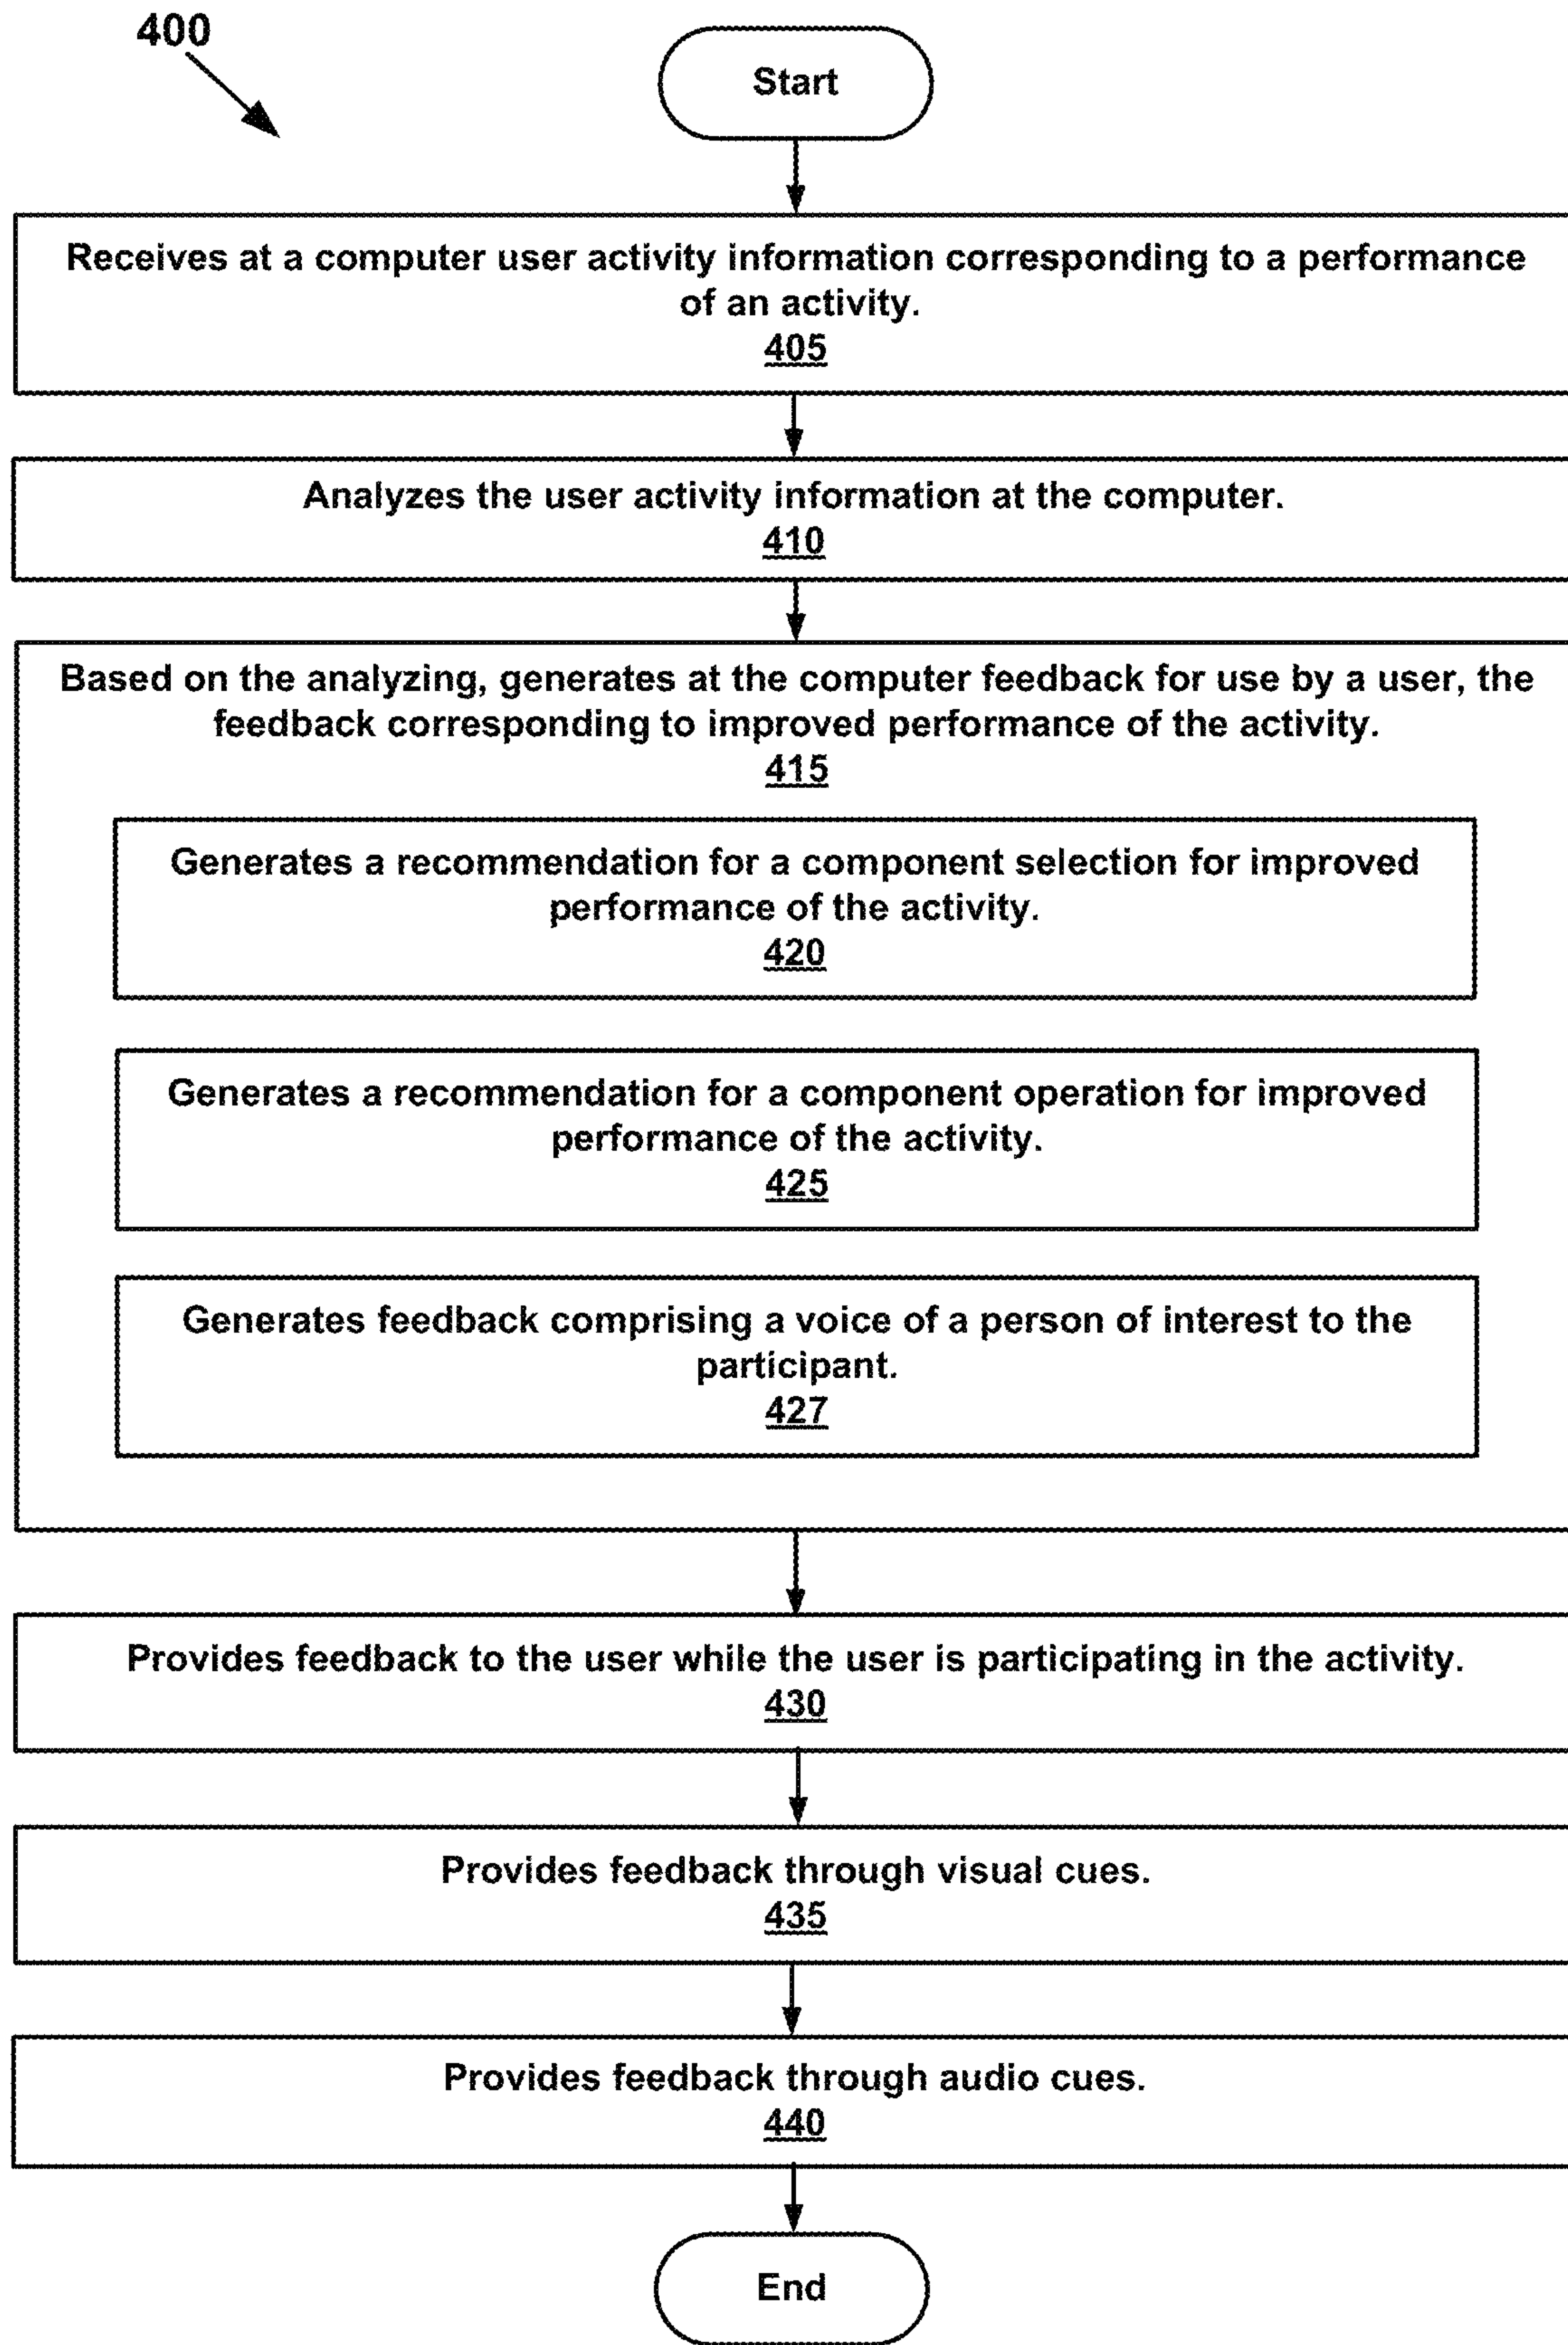 400
Start
Receives at a computer user activity information corresponding to a performance
of an activity.
405
Analyzes the user activity information at the computer.
410
Based on the analyzing, generates at the computer feedback for use by a user, the
feedback corresponding to improved performance of the activity.
415
Generates a recommendation for a component selection for improved
performance of the activity.
420
Generates a recommendation for a component operation for improved
performance of the activity.
425
Generates feedback comprising a voice of a person of interest to the
participant.
427
Provides feedback to the user while the user is participating in the activity.
430
Provides feedback through visual cues.
435
Provides feedback through audio cues.
440
End